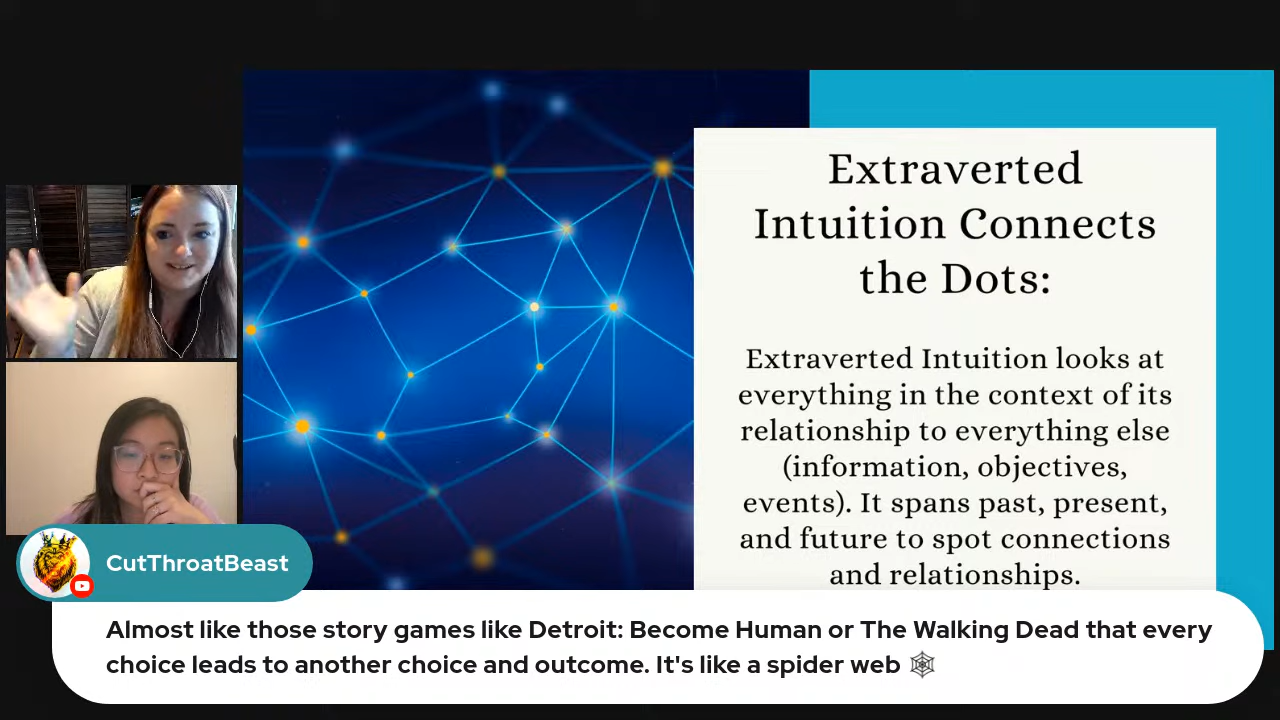 Extraverted
Intuition Connects
the Dots:
Extraverted Intuition looks at
everything in the context of its
relationship to everything else
(information, objectives,
events). It spans past, present,
and future to spot connections
and relationships.
CutThroatBeast
Almost like those story games like Detroit: Become Human or The Walking Dead that every
choice leads to another choice and outcome. It's like a spider web 🕸️